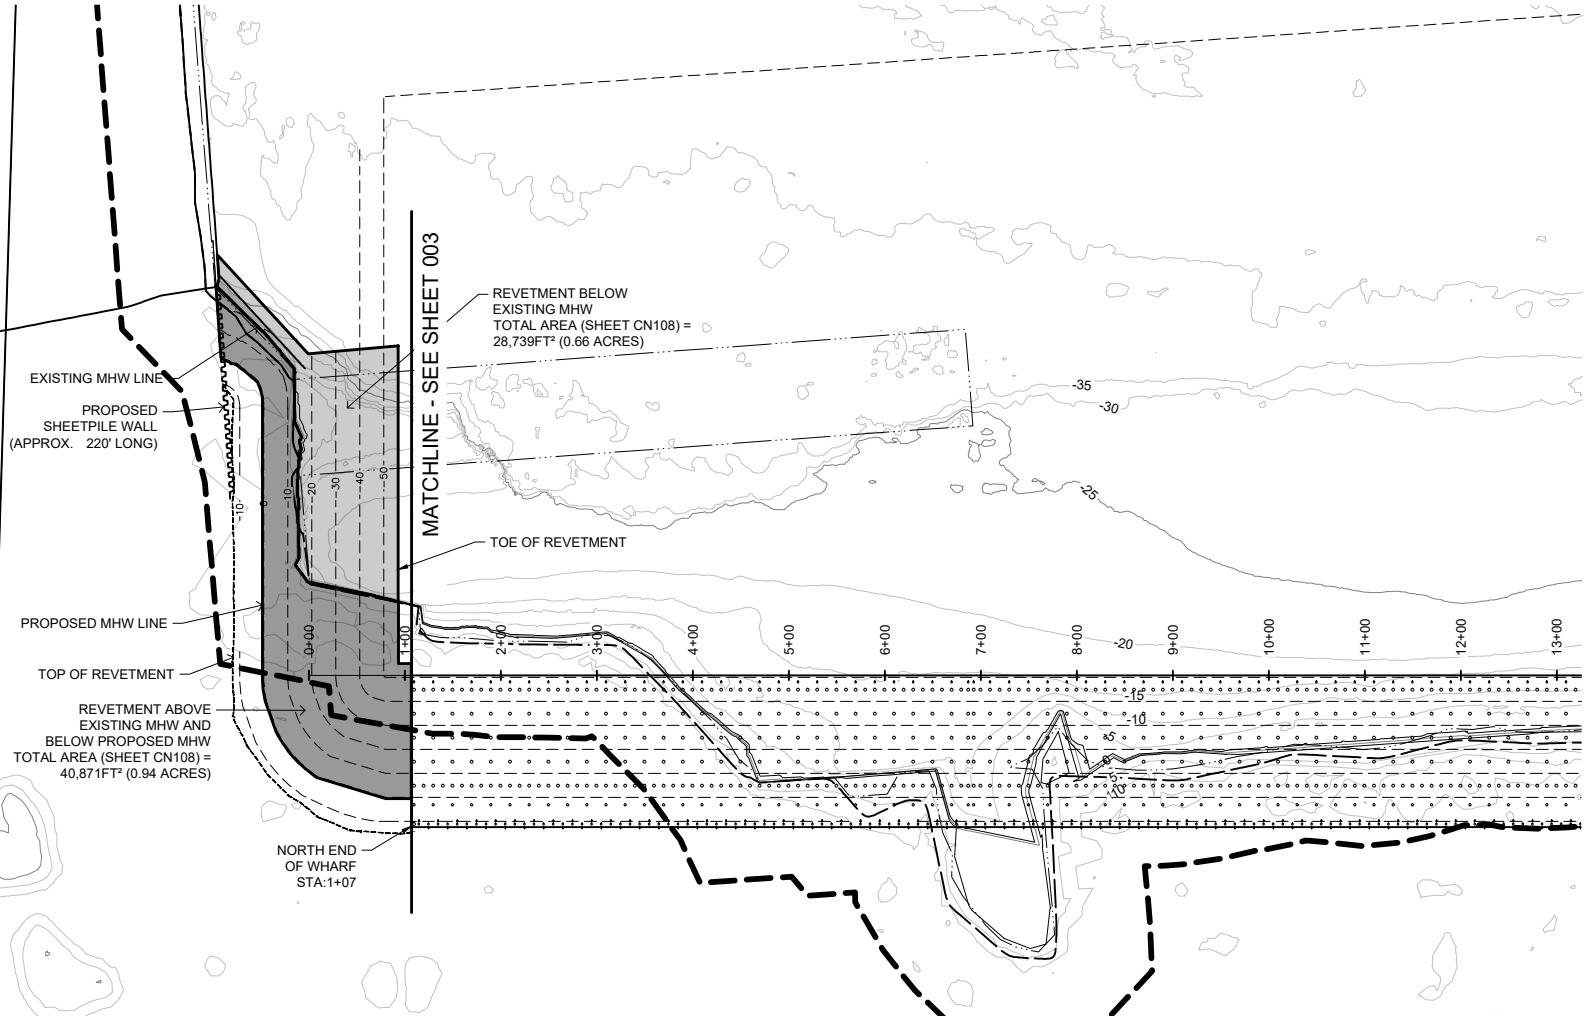 REVETMENT BELOW
EXISTING MHW
TOTAL AREA (SHEET CN108) =
28,739FT² (0.66 ACRES)
MATCHLINE - SEE SHEET 003
EXISTING MHW LINE
PROPOSED
SHEETPILE WALL
(APPROX. 220' LONG)
-35
-30
-25
-10
0
-10
-20
-30
-40
-50
TOE OF REVETMENT
PROPOSED MHW LINE
TOP OF REVETMENT
REVETMENT ABOVE
EXISTING MHW AND
BELOW PROPOSED MHW
TOTAL AREA (SHEET CN108) =
40,871FT² (0.94 ACRES)
0+00
1+00
2+00
3+00
4+00
5+00
6+00
7+00
8+00
9+00
10+00
11+00
12+00
13+00
-20
-15
-10
-5
0
5
10
NORTH END
OF WHARF
STA:1+07